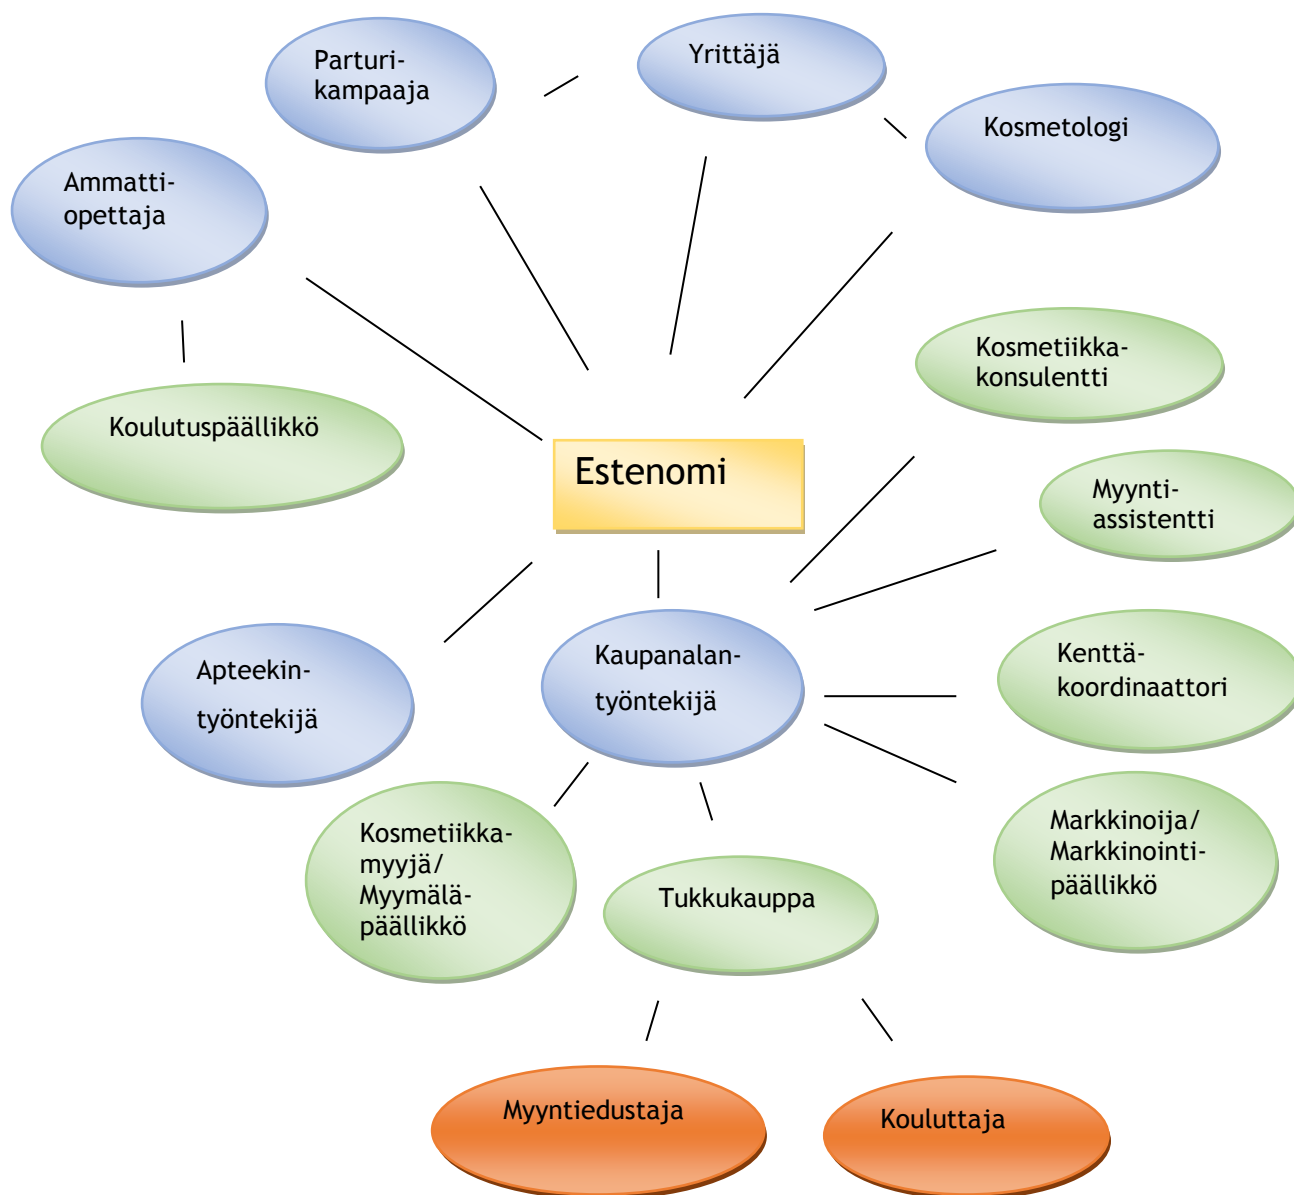 Parturi-
kampaaja
Yrittäjä
Kosmetologi
Ammatti-
opettaja
Kosmetiikka-
konsulentti
Koulutuspäällikkö
Estenomi
Myynti-
assistentti
Apteekin-
työntekijä
Kaupanalan-
työntekijä
Kenttä-
koordinaattori
Kosmetiikka-
myyjä/
Myymälä-
päällikkö
Tukkukauppa
Markkinoija/
Markkinointi-
päällikkö
Myyntiedustaja
Kouluttaja